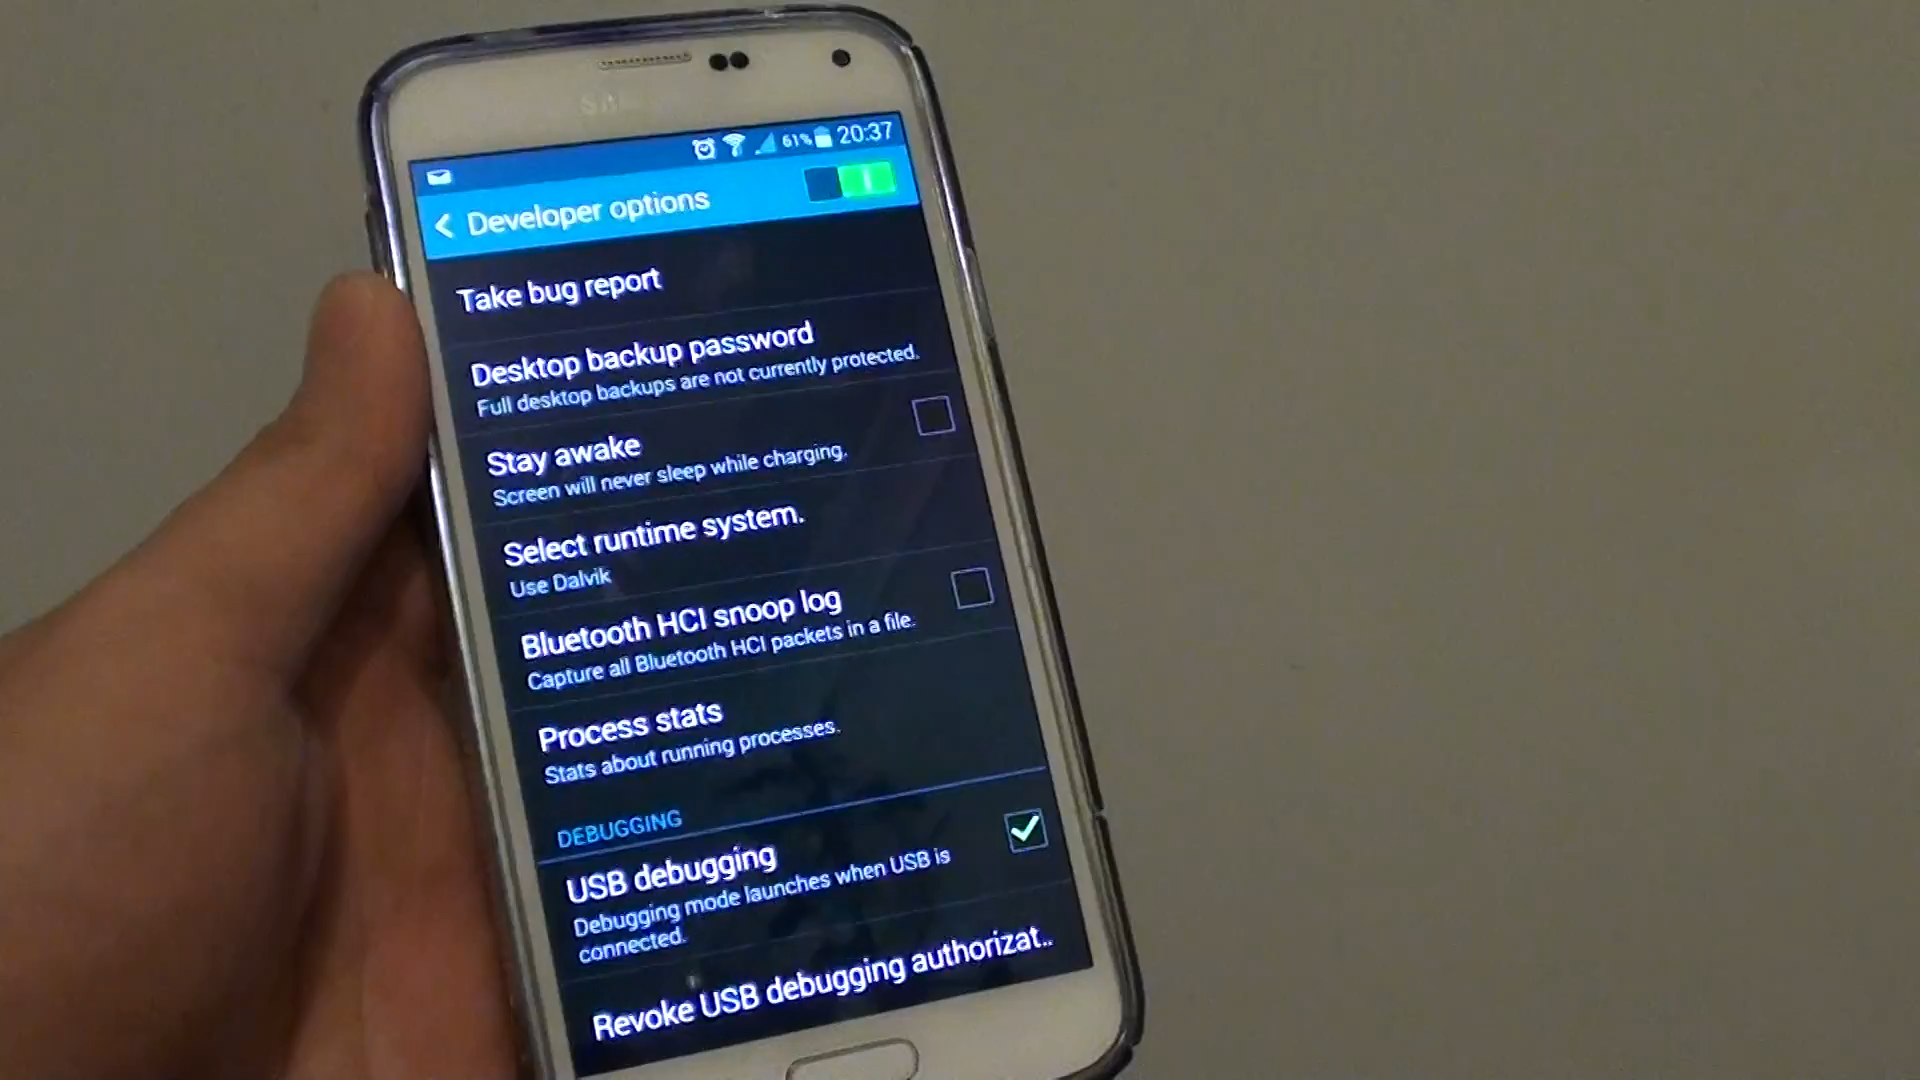 61% 20:37
Developer options
Take bug report
Desktop backup password
Full desktop backups are not currently protected.
Stay awake
Screen will never sleep while charging.
Select runtime system.
Use Dalvik
Bluetooth HCI snoop log
Capture all Bluetooth HCI packets in a file.
Process stats
Stats about running processes.
DEBUGGING
USB debugging
Debugging mode launches when USB is
connected.
Revoke USB debugging authorizat..